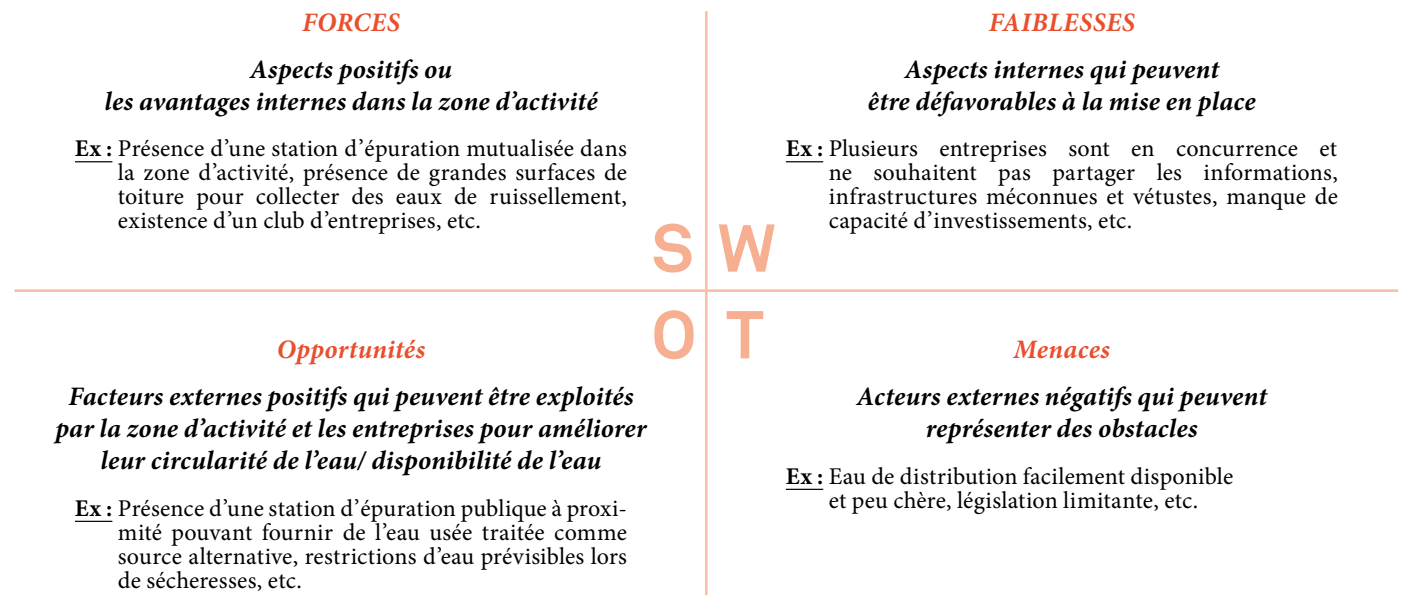 FORCES
Aspects positifs ou
les avantages internes dans la zone d’activité
Ex : Présence d’une station d’épuration mutualisée dans
la zone d’activité, présence de grandes surfaces de
toiture pour collecter des eaux de ruissellement,
existence d’un club d’entreprises, etc.
S
FAIBLESSES
Aspects internes qui peuvent
être défavorables à la mise en place
Ex : Plusieurs entreprises sont en concurrence et
ne souhaitent pas partager les informations,
infrastructures méconnues et vétustes, manque de
capacité d’investissements, etc.
W
O
Opportunités
Facteurs externes positifs qui peuvent être exploités
par la zone d’activité et les entreprises pour améliorer
leur circularité de l’eau/ disponibilité de l’eau
Ex : Présence d’une station d’épuration publique à proxi-
mité pouvant fournir de l’eau usée traitée comme
source alternative, restrictions d’eau prévisibles lors
de sécheresses, etc.
T
Menaces
Acteurs externes négatifs qui peuvent
représenter des obstacles
Ex : Eau de distribution facilement disponible
et peu chère, législation limitante, etc.